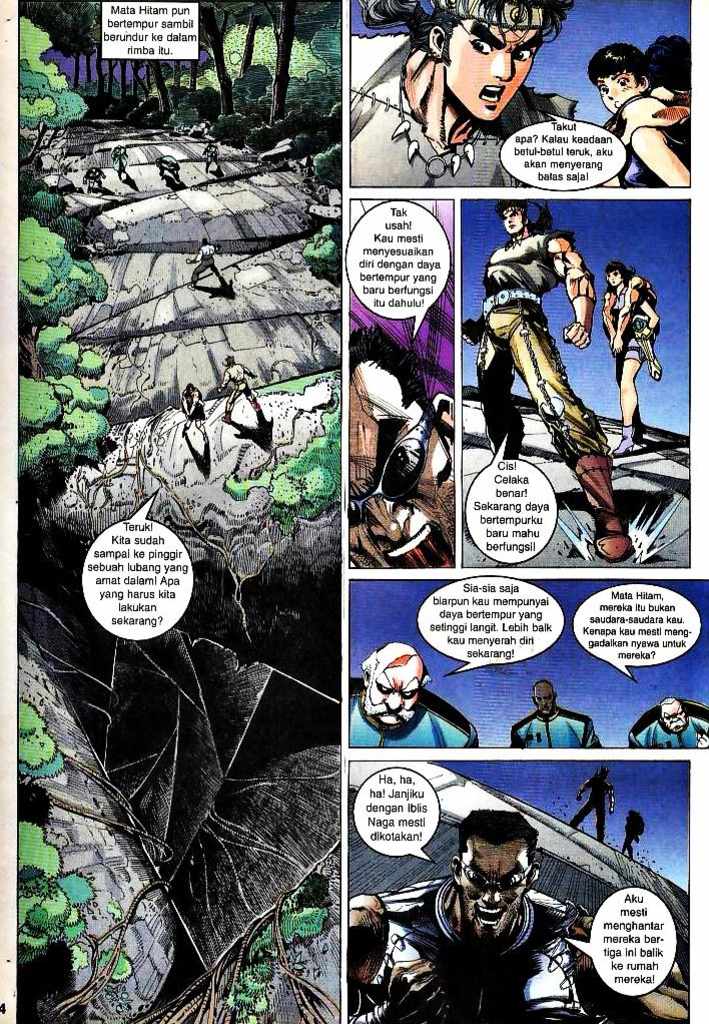 Mata Hitam pun
bertempur sambil
berundur ke dalam
rimba itu.
Teruk!
Kita sudah
sampai ke pinggir
sebuah lubang yang
amat dalam! Apa
yang harus kita
lakukan
sekarang?
Takut
apa? Kalau keadaan
betul-betul teruk, aku
akan menyerang
balas saja!
Tak
usah!
Kau mesti
menyesuaikan
diri dengan daya
bertempur yang
baru berfungsi
itu dahulu!
Cis!
Celaka
benar!
Sekarang daya
bertempurku
baru mahu
berfungsi!
Sia-sia saja
biarpun kau mempunyai
daya bertempur yang
setinggi langit. Lebih baik
kau menyerah diri
sekarang!
Mata Hitam,
mereka itu bukan
saudara-saudara kau.
Kenapa kau mesti meng-
gadalkan nyawa untuk
mereka?
Ha, ha,
ha! Janjiku
dengan Iblis
Naga mesti
dikotakan!
Aku
mesti
menghantar
mereka ber-
tiga ini balik
ke rumah
mereka!
4